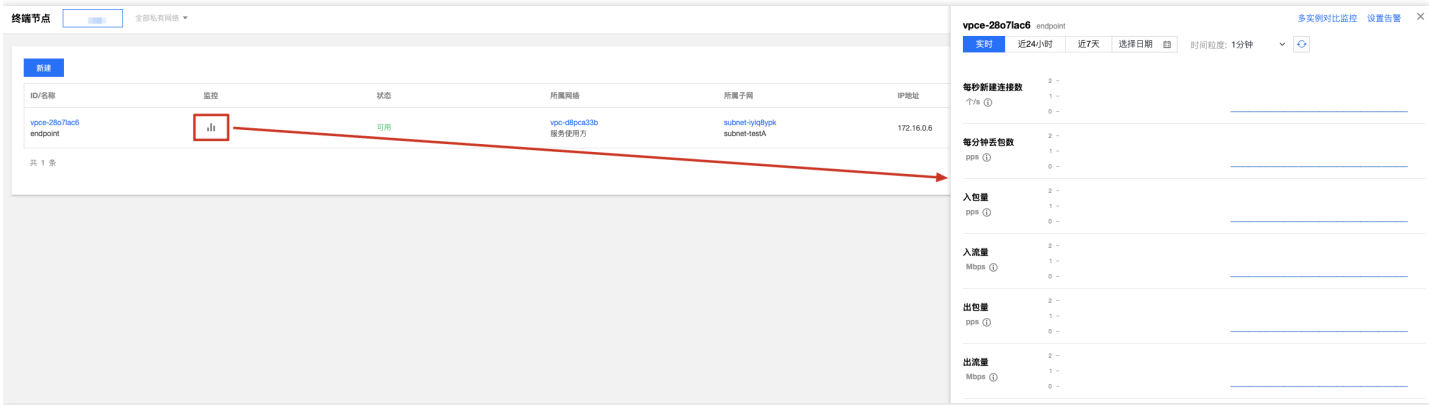 终端节点 全部私有网络
新建
ID/名称 监控 状态 所属网络 所属子网 IP地址
vpce-28o7lac6 可用 vpc-d8pca33b subnet-iyiq8ypk 172.16.0.6
endpoint 服务使用方 subnet-testA
共 1 条
vpce-28o7lac6 endpoint 多实例对比监控 设置告警
实时 近24小时 近7天 选择日期 时间粒度: 1分钟
每秒新建连接数
个/s
2
1
0
每分钟丢包数
pps
2
1
0
入包量
pps
2
1
0
入流量
Mbps
2
1
0
出包量
pps
2
1
0
出流量
Mbps
2
1
0